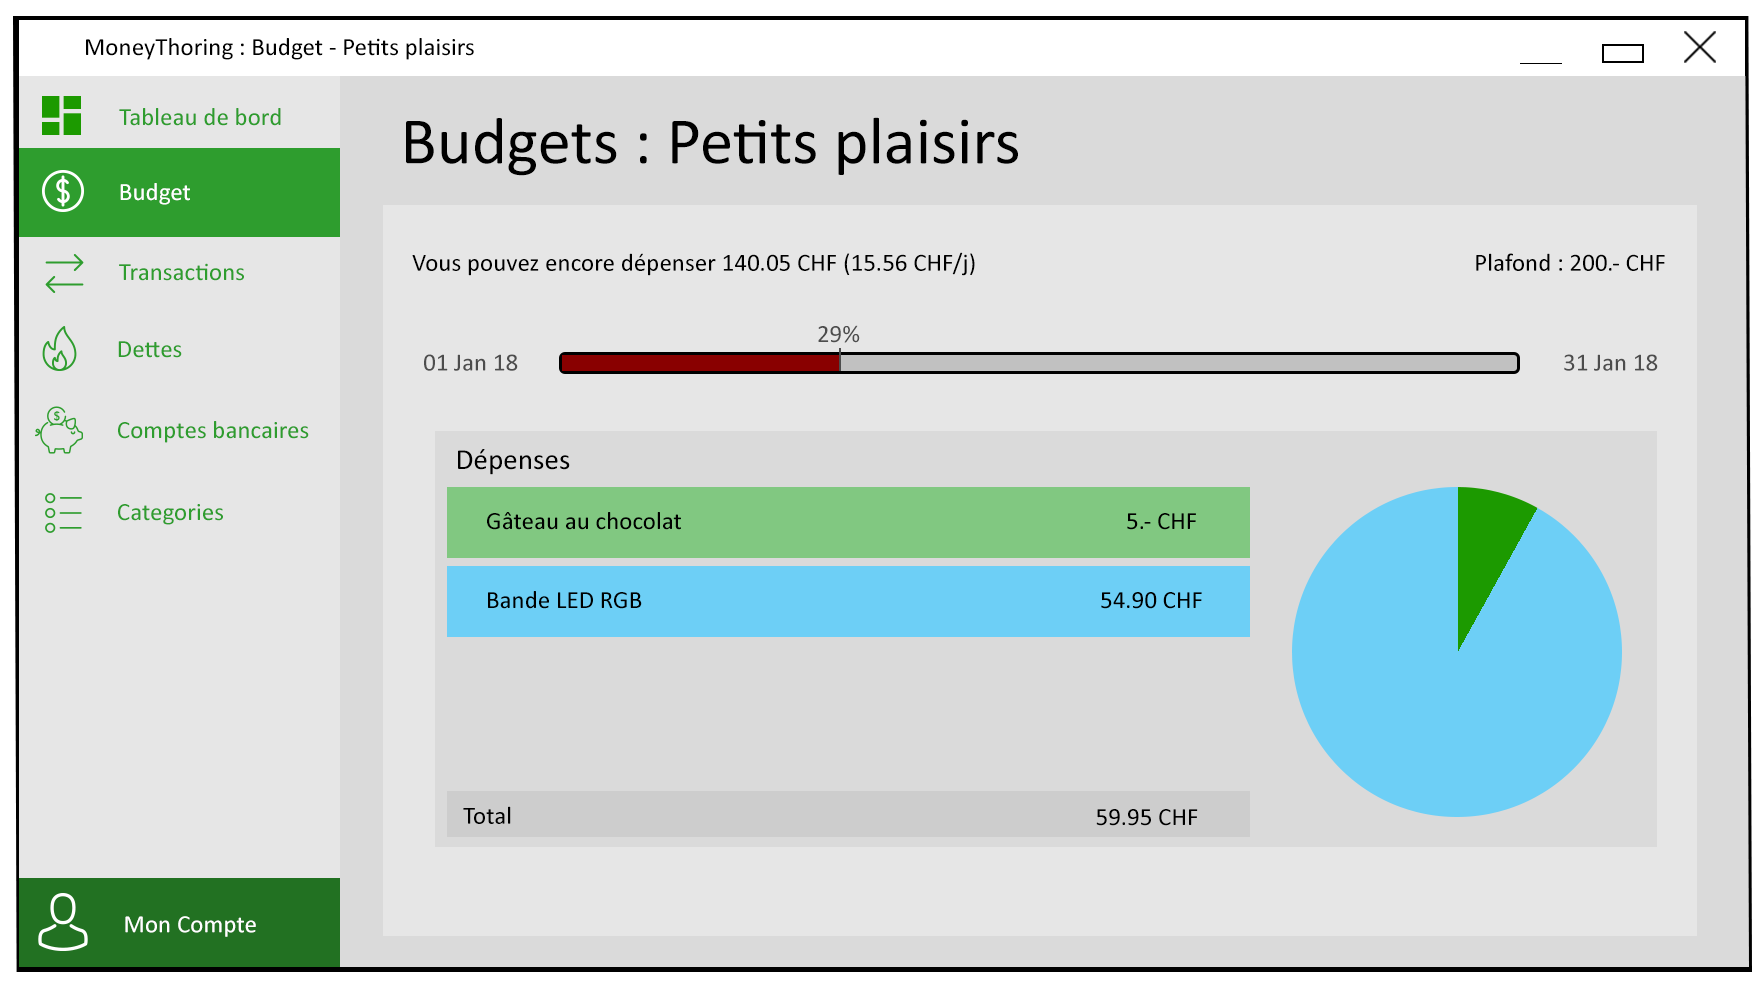 MoneyThoring : Budget - Petits plaisirs
Tableau de bord
Budget
Transactions
Dettes
Comptes bancaires
Categories
Mon Compte
Budgets : Petits plaisirs
Vous pouvez encore dépenser 140.05 CHF (15.56 CHF/j)
Plafond : 200.- CHF
29%
01 Jan 18
31 Jan 18
Dépenses
Gâteau au chocolat 5.- CHF
Bande LED RGB 54.90 CHF
Total 59.95 CHF